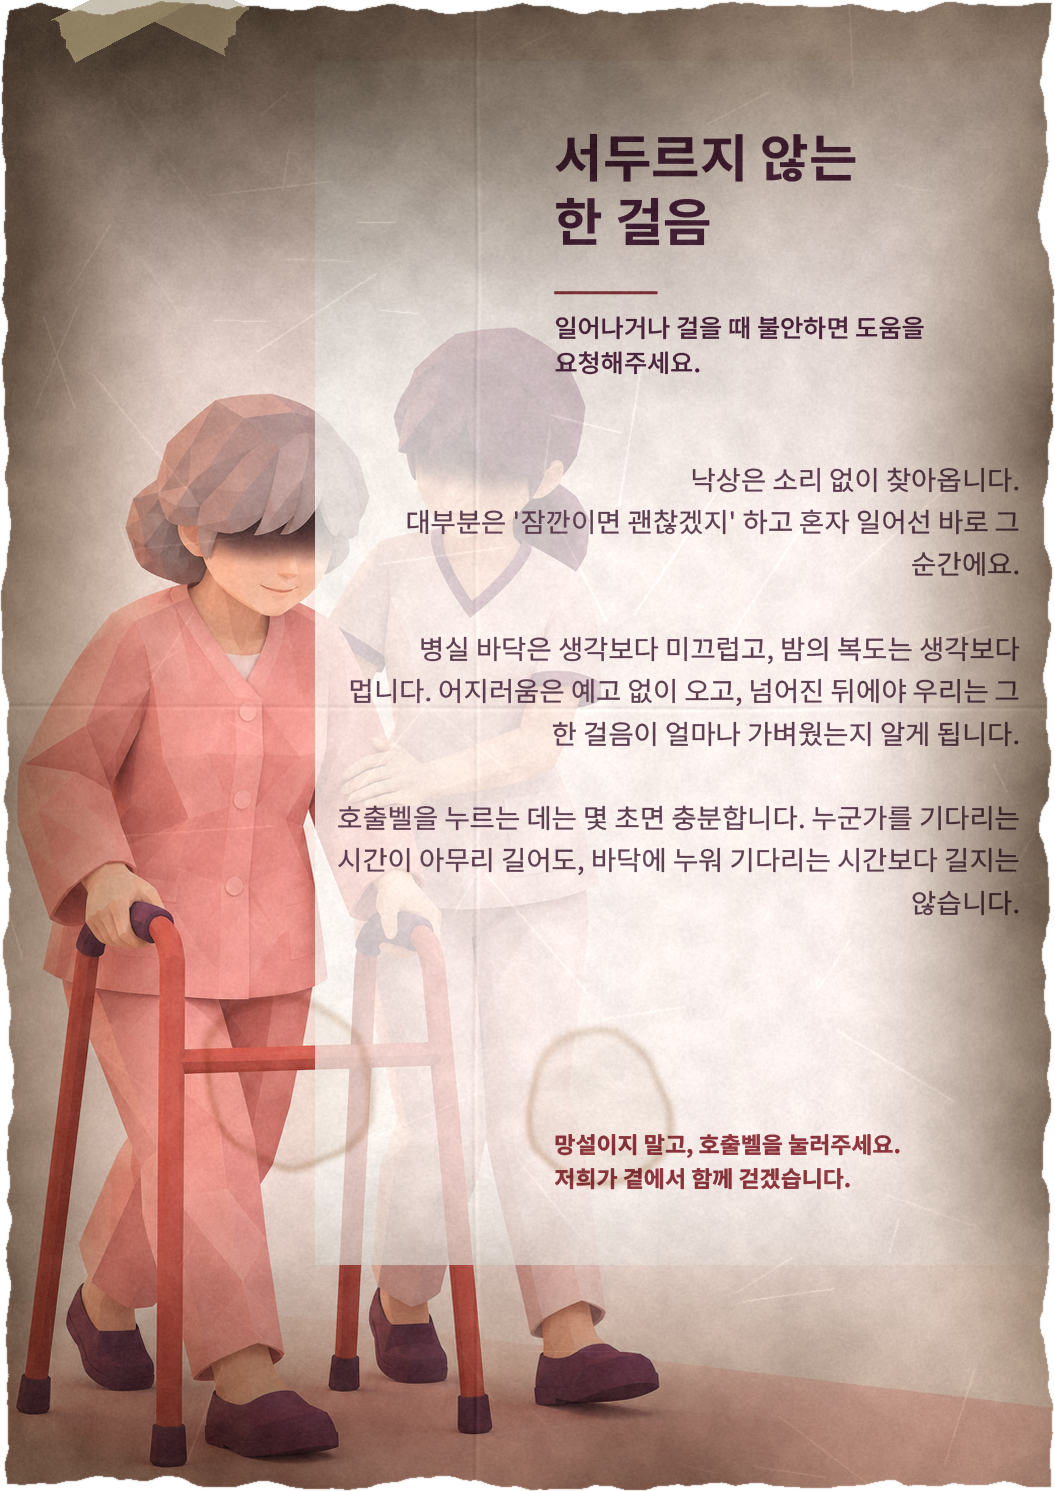 서두르지 않는
한 걸음
일어나거나 걸을 때 불안하면 도움을
요청해주세요.
낙상은 소리 없이 찾아옵니다.
대부분은 '잠깐이면 괜찮겠지' 하고 혼자 일어선 바로 그
순간에요.
병실 바닥은 생각보다 미끄럽고, 밤의 복도는 생각보다
멉니다. 어지러움은 예고 없이 오고, 넘어진 뒤에야 우리는 그
한 걸음이 얼마나 가벼웠는지 알게 됩니다.
호출벨을 누르는 데는 몇 초면 충분합니다. 누군가를 기다리는
시간이 아무리 길어도, 바닥에 누워 기다리는 시간보다 길지는
않습니다.
망설이지 말고, 호출벨을 눌러주세요.
저희가 곁에서 함께 걷겠습니다.